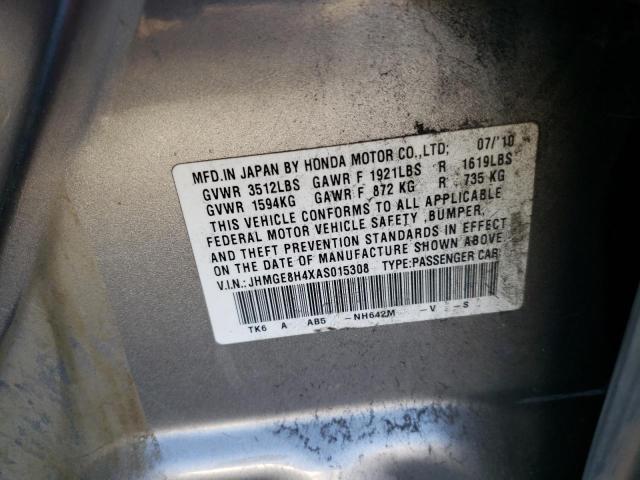 MFD.IN JAPAN BY HONDA MOTOR CO.,LTD; 07/'10
GVWR 3512LBS GAWR F 1921LBS R 1619LBS
GVWR 1594KG GAWR F 872 KG R 735 KG
THIS VEHICLE CONFORMS TO ALL APPLICABLE
FEDERAL MOTOR VEHICLE SAFETY ,BUMPER,
AND THEFT PREVENTION STANDARDS IN EFFECT
ON THE DATE OF MANUFACTURE SHOWN ABOVE
V.I.N.:JHMGE8H4XAS015308 TYPE:PASSENGER CAR
TK6 A AB5 -NH642M -V -S